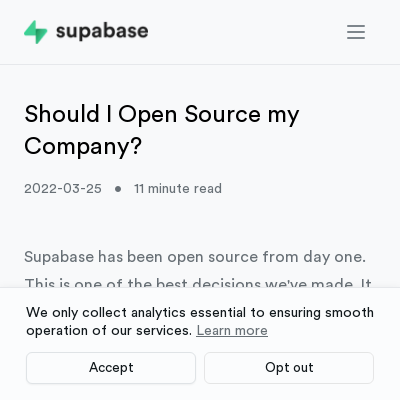 supabase
Should I Open Source my
Company?
2022-03-25 • 11 minute read
Supabase has been open source from day one.
This is one of the best decisions we've made. It
We only collect analytics essential to ensuring smooth
operation of our services. Learn more
Accept Opt out